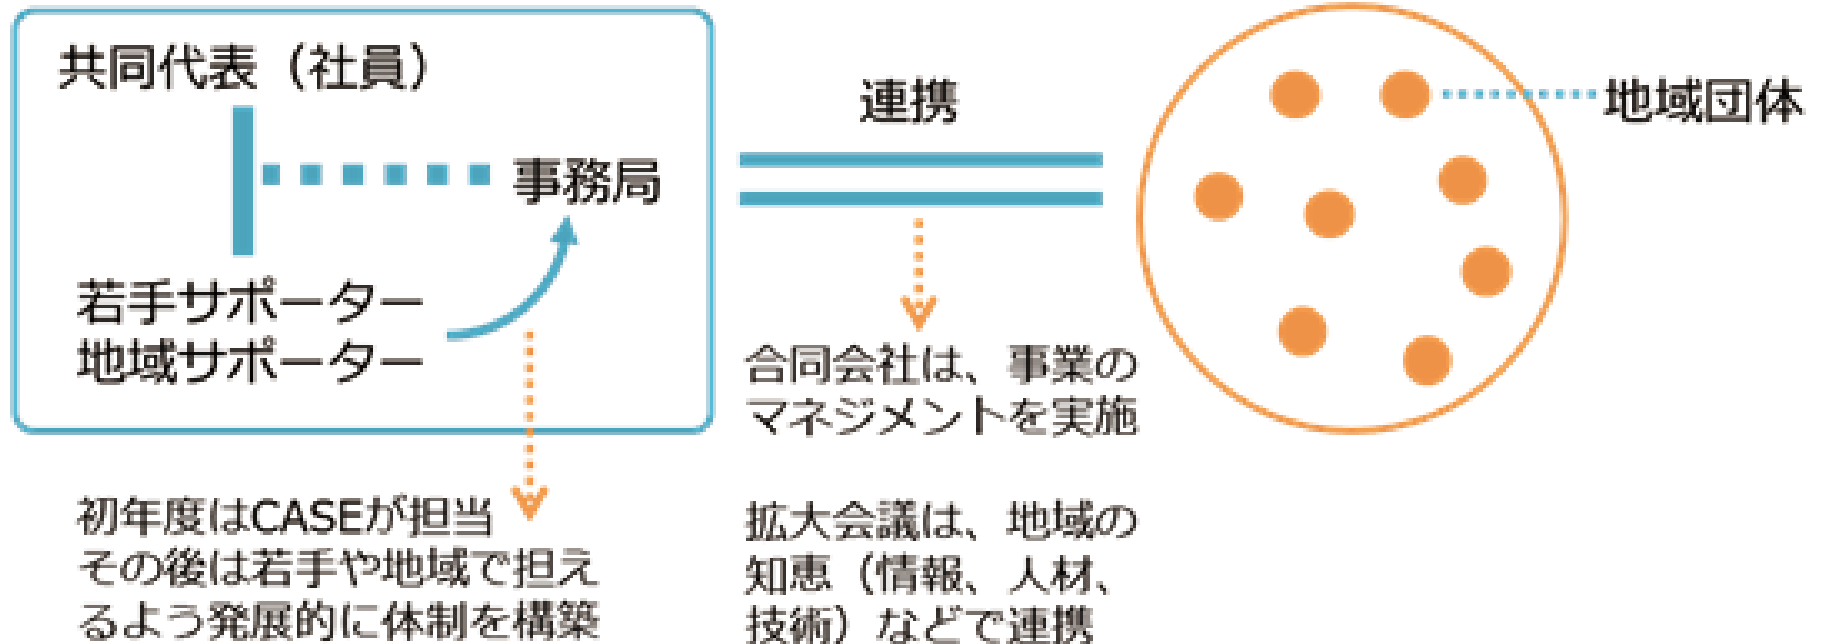 共同代表（社員）
事務局
若手サポーター
地域サポーター
初年度はCASEが担当
その後は若手や地域で担え
るよう発展的に体制を構築
連携
合同会社は、事業の
マネジメントを実施
拡大会議は、地域の
知恵（情報、人材、
技術）などで連携
地域団体